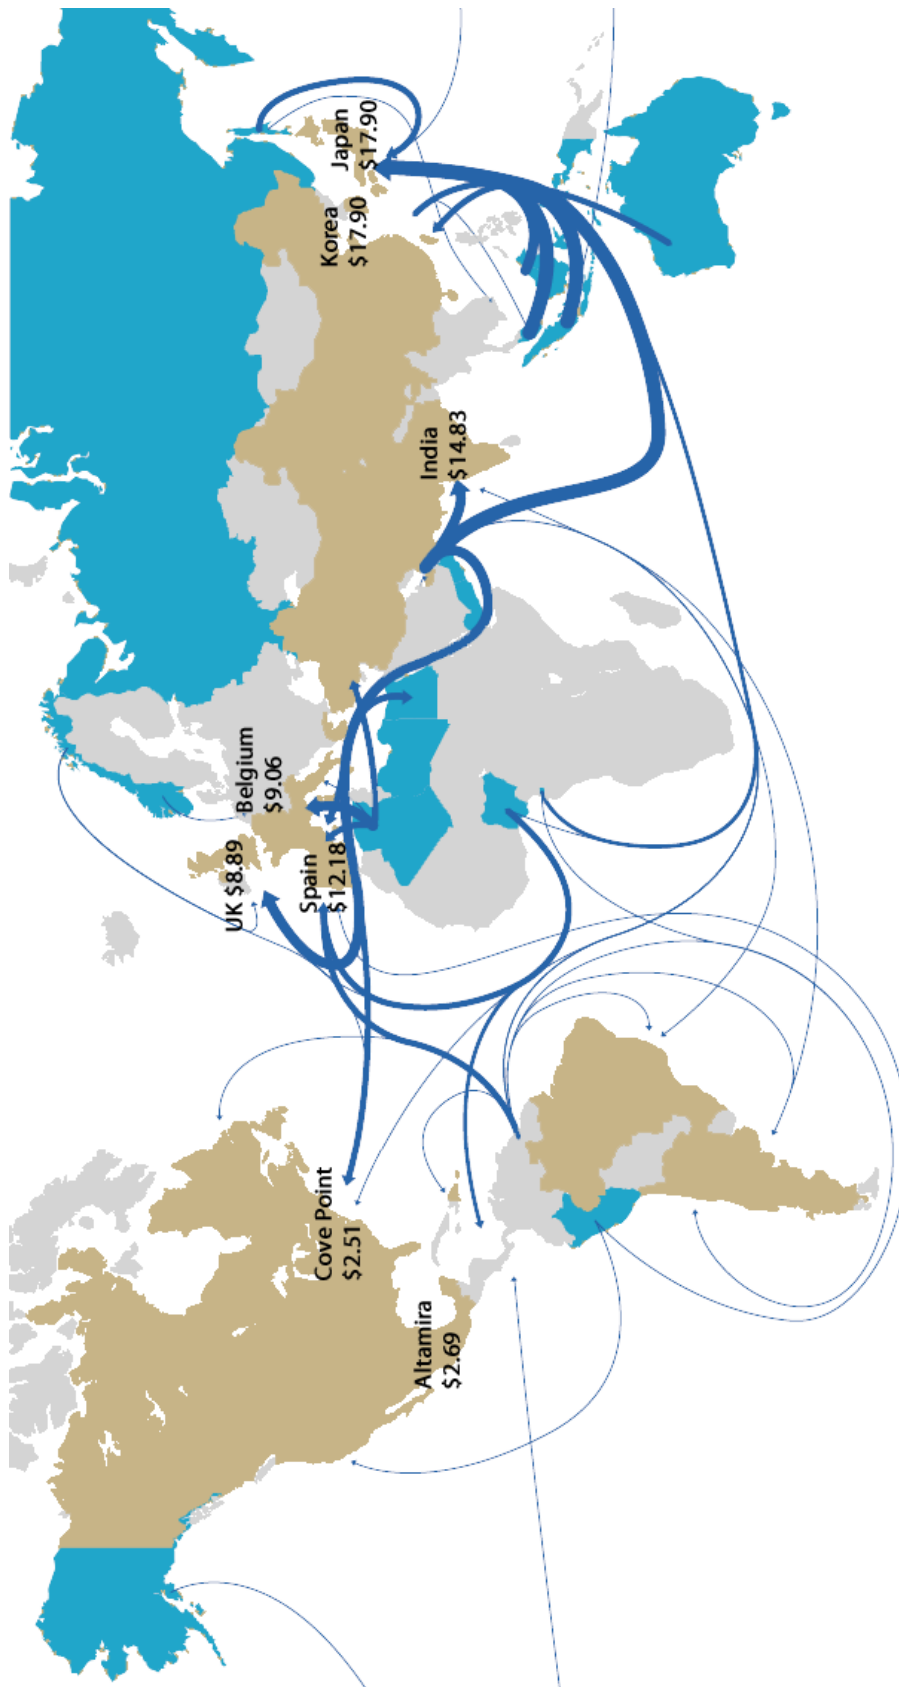 UK $8.89
Belgium
$9.06
Spain
$12.18
Korea
$17.90
Japan
$17.90
Cove Point
$2.51
India
$14.83
Altamira
$2.69